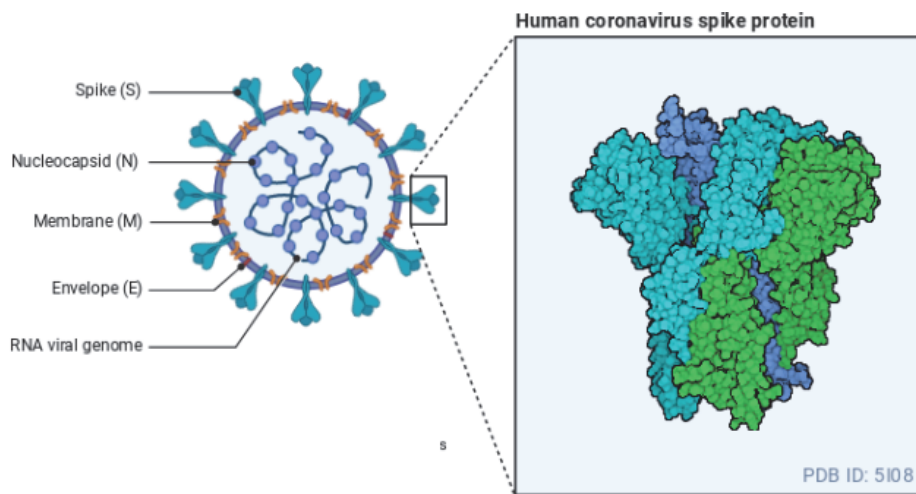 Human coronavirus spike protein
Spike (S)
Nucleocapsid (N)
Membrane (M)
Envelope (E)
RNA viral genome
s
PDB ID: 5I08